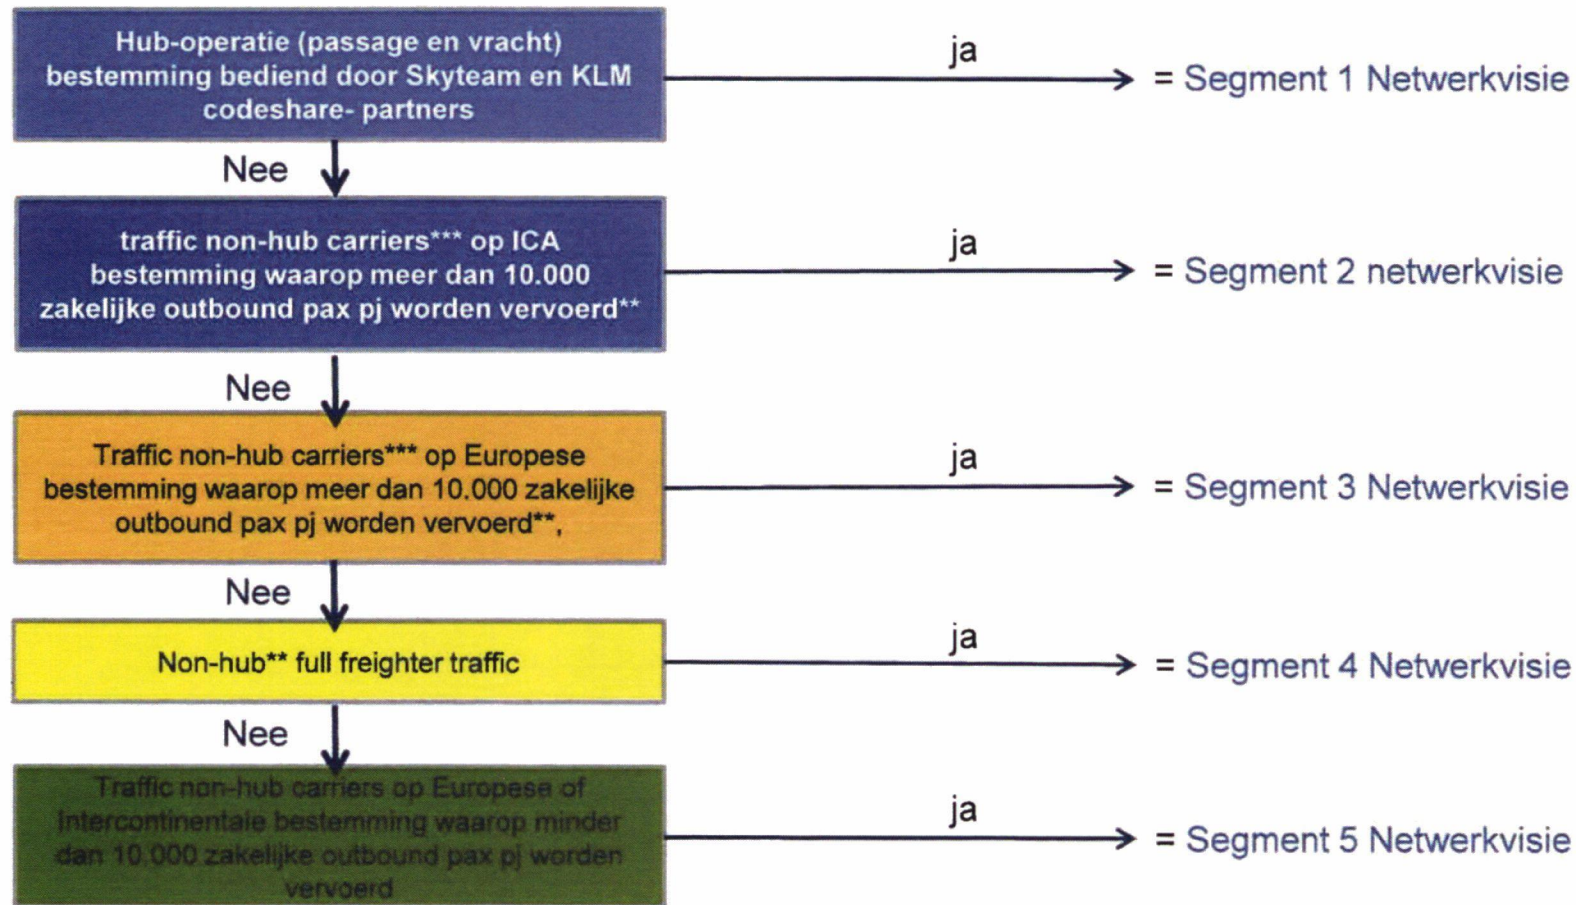 Hub-operatie (passage en vracht)
bestemming bediend door Skyteam en KLM
codeshare- partners
ja
= Segment 1 Netwerkvisie
Nee
traffic non-hub carriers*** op ICA
bestemming waarop meer dan 10.000
zakelijke outbound pax pj worden vervoerd**
ja
= Segment 2 netwerkvisie
Nee
Traffic non-hub carriers*** op Europese
bestemming waarop meer dan 10.000 zakelijke
outbound pax pj worden vervoerd**,
ja
= Segment 3 Netwerkvisie
Nee
Non-hub** full freighter traffic
ja
= Segment 4 Netwerkvisie
Nee
Traffic non-hub carriers op Europese of
Intercontinentale bestemming waarop minder
dan 10.000 zakelijke outbound pax pj worden
vervoerd
ja
= Segment 5 Netwerkvisie